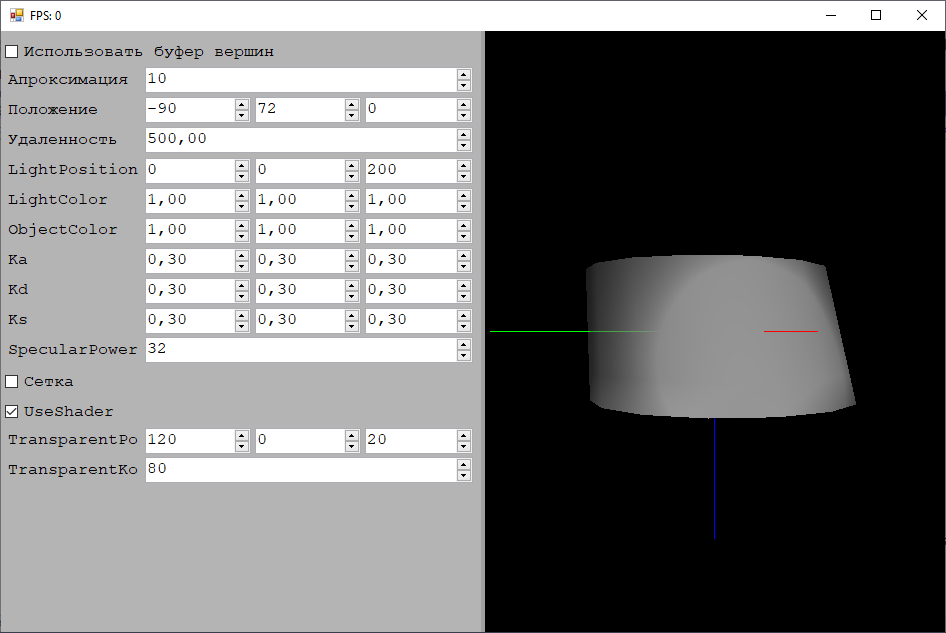 FPS: 0
Использовать буфер вершин
Апроксимация 10
Положение -90 72 0
Удаленность 500,00
LightPosition 0 0 200
LightColor 1,00 1,00 1,00
ObjectColor 1,00 1,00 1,00
Ka 0,30 0,30 0,30
Kd 0,30 0,30 0,30
Ks 0,30 0,30 0,30
SpecularPower 32
Сетка
UseShader
TransparentPo 120 0 20
TransparentKo 80